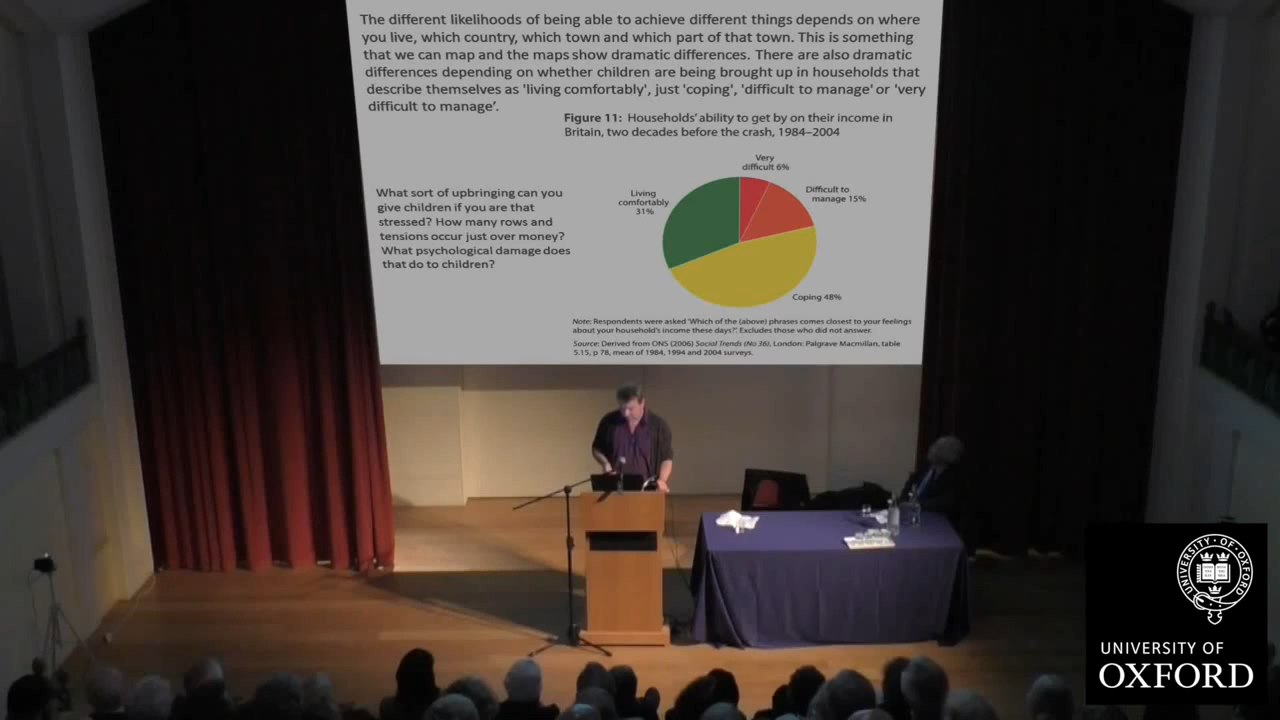 The different likelihoods of being able to achieve different things depends on where
you live, which country, which town and which part of that town. This is something
that we can map and the maps show dramatic differences. There are also dramatic
differences depending on whether children are being brought up in households that
describe themselves as 'living comfortably', just 'coping', 'difficult to manage' or 'very
difficult to manage'.
Figure 11: Households' ability to get by on their income in
Britain, two decades before the crash, 1984–2004
What sort of upbringing can you
give children if you are that
stressed? How many rows and
tensions occur just over money?
What psychological damage does
that do to children?
Very
difficult 6%
Difficult to
manage 15%
Living
comfortably
31%
Coping 48%
Note: Respondents were asked 'Which of the (above) phrases comes closest to your feelings
about your household's income these days?'. Excludes those who did not answer.
Source: Derived from ONS (2006) Social Trends (No 36), London: Palgrave Macmillan, table
5.15, p 78, mean of 1984, 1994 and 2004 surveys.
UNIVERSITY · OF · OXFORD
UNIVERSITY OF
OXFORD